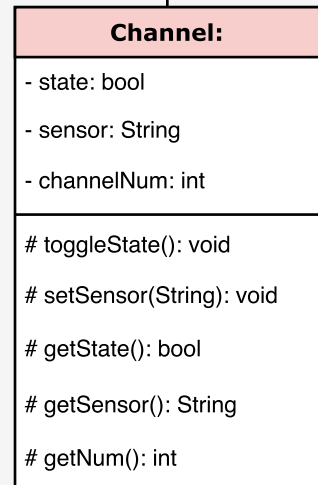 Channel:
- state: bool
- sensor: String
- channelNum: int
# toggleState(): void
# setSensor(String): void
# getState(): bool
# getSensor(): String
# getNum(): int